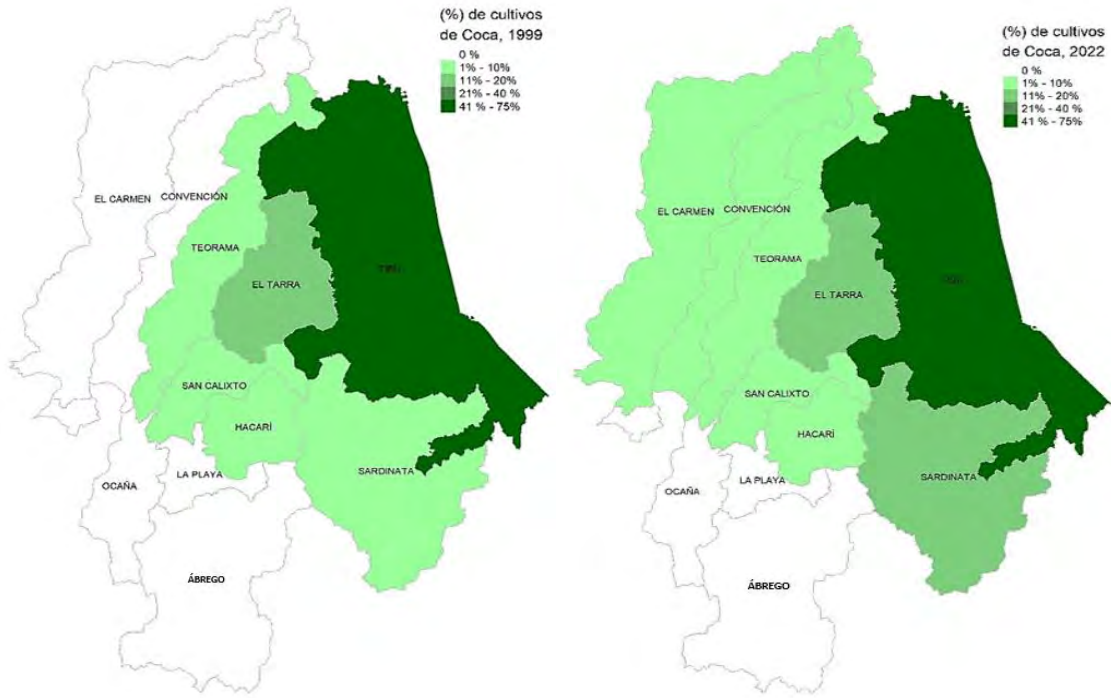 (%) de cultivos
de Coca, 1999
0 %
1% - 10%
11% - 20%
21% - 40 %
41 % - 75%
EL CARMEN
CONVENCIÓN
TEORAMA
EL TARRA
SAN CALIXTO
HACARÍ
LA PLAYA
OCAÑA
SARDINATA
ÁBREGO
(%) de cultivos
de Coca, 2022
0 %
1% - 10%
11% - 20%
21% - 40 %
41 % - 75%
EL CARMEN
CONVENCIÓN
TEORAMA
EL TARRA
SAN CALIXTO
HACARÍ
LA PLAYA
OCAÑA
SARDINATA
ÁBREGO